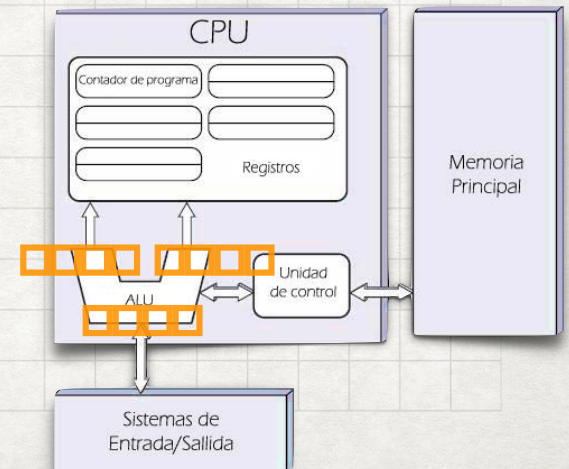 CPU
Contador de programa
Registros
Memoria
Principal
Unidad
de control
ALU
Sistemas de
Entrada/Sallida